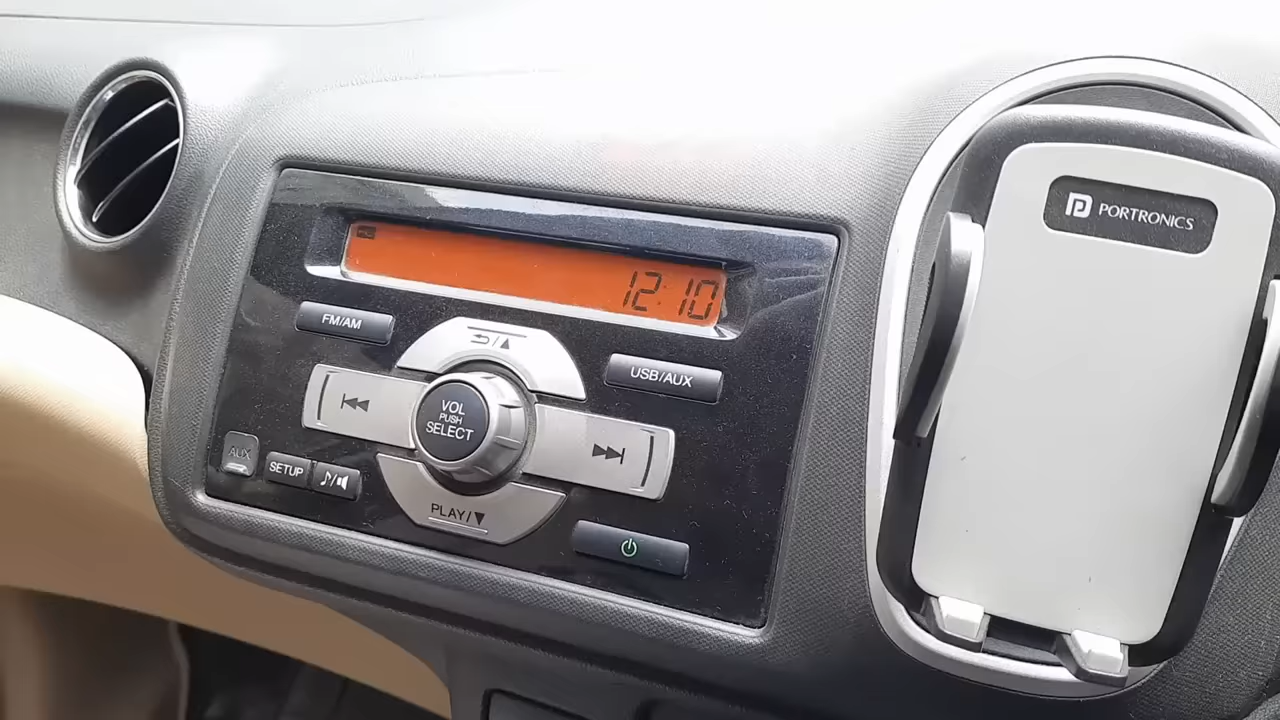 PORTRONICS
12:10
FM/AM
USB/AUX
VOL
PUSH
SELECT
AUX
SETUP
PLAY/▼